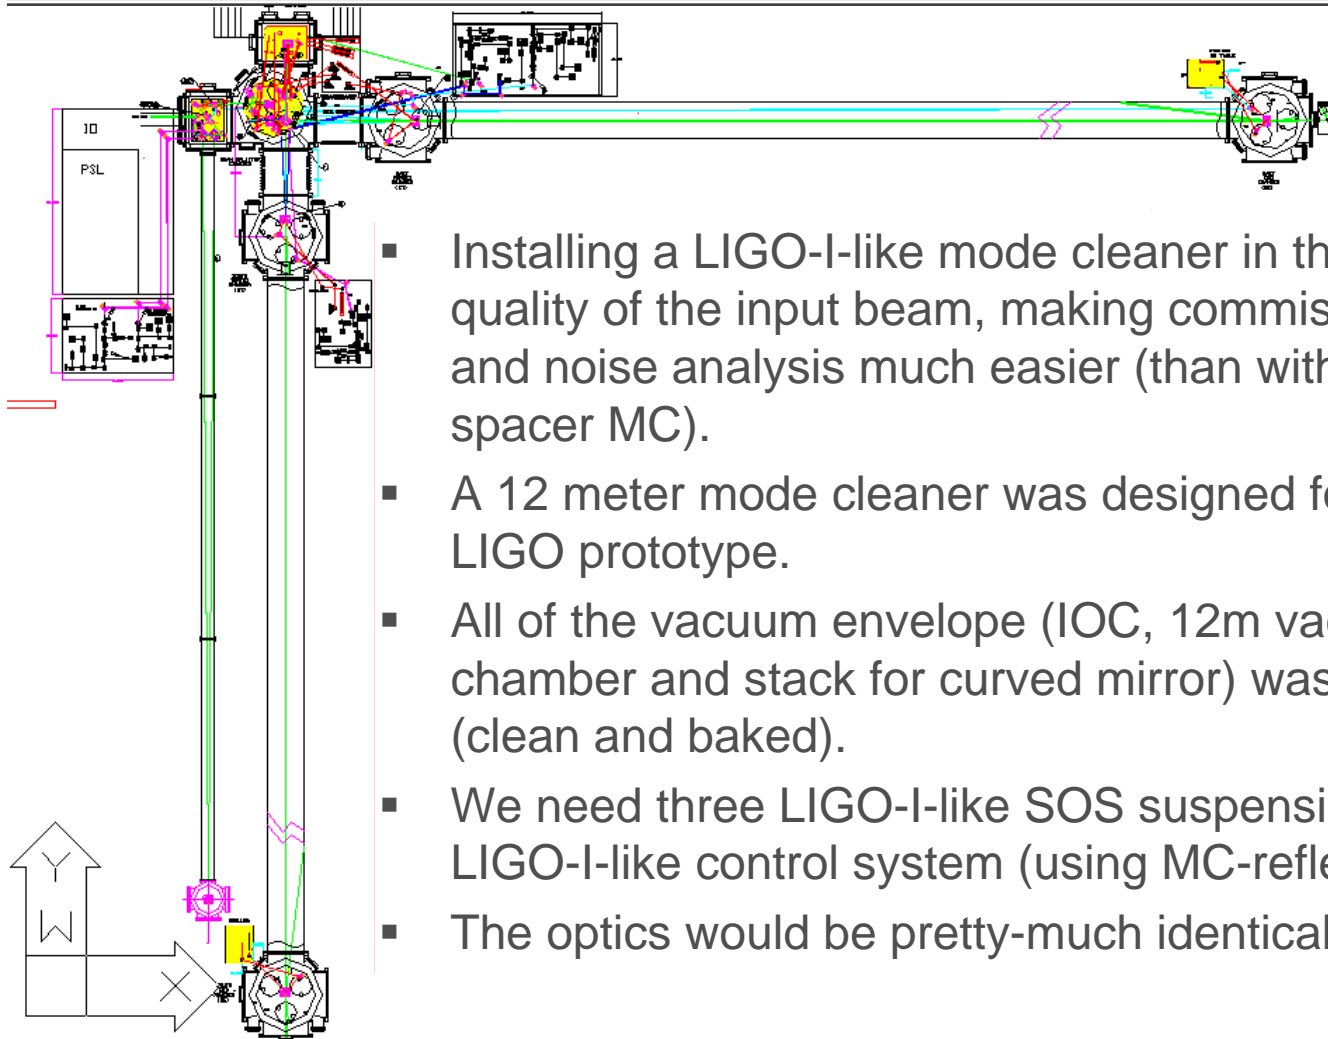 IO
PSL
▪ Installing a LIGO-I-like mode cleaner in th
quality of the input beam, making commis
and noise analysis much easier (than with
spacer MC).
▪ A 12 meter mode cleaner was designed fo
LIGO prototype.
▪ All of the vacuum envelope (IOC, 12m vac
chamber and stack for curved mirror) was
(clean and baked).
▪ We need three LIGO-I-like SOS suspensi
LIGO-I-like control system (using MC-refle
▪ The optics would be pretty-much identical
Y
W
X